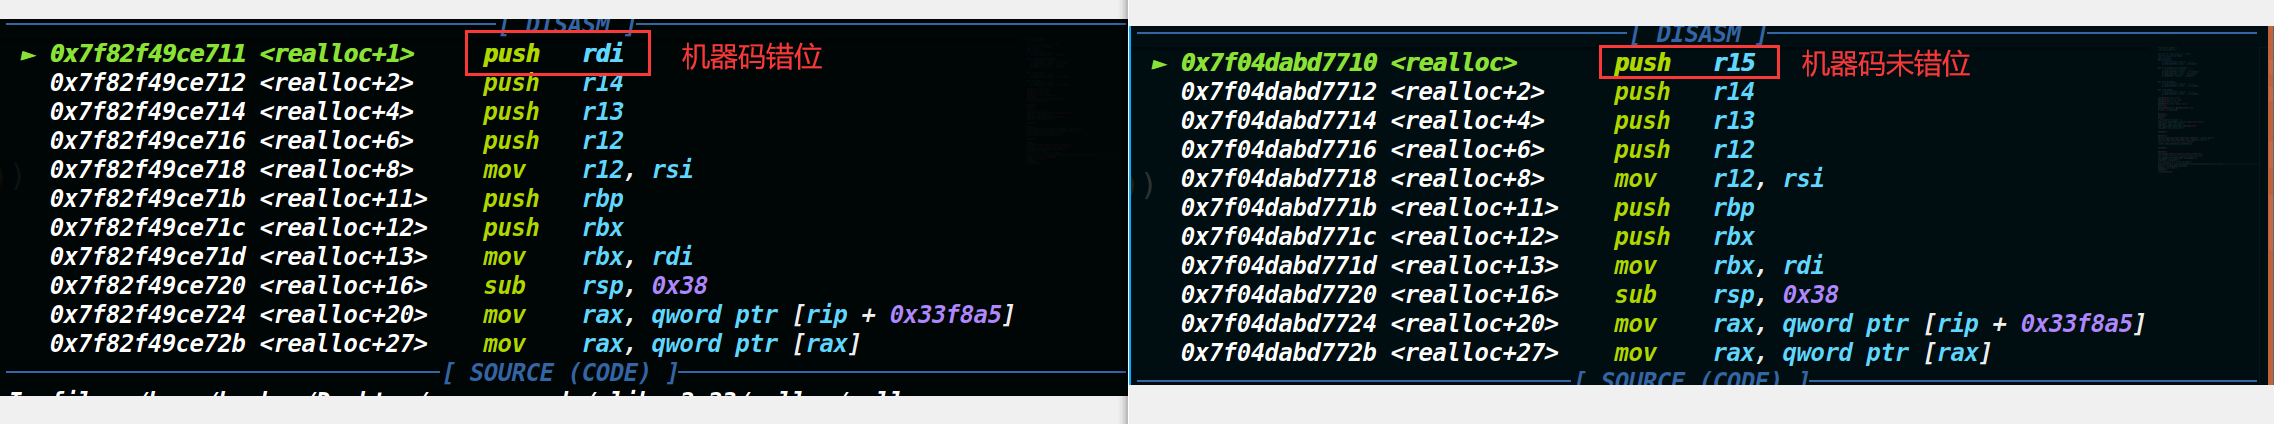 [ DISASM ]
► 0x7f82f49ce711 <realloc+1> push rdi 机器码错位
0x7f82f49ce712 <realloc+2> push r14
0x7f82f49ce714 <realloc+4> push r13
0x7f82f49ce716 <realloc+6> push r12
0x7f82f49ce718 <realloc+8> mov r12, rsi
0x7f82f49ce71b <realloc+11> push rbp
0x7f82f49ce71c <realloc+12> push rbx
0x7f82f49ce71d <realloc+13> mov rbx, rdi
0x7f82f49ce720 <realloc+16> sub rsp, 0x38
0x7f82f49ce724 <realloc+20> mov rax, qword ptr [rip + 0x33f8a5]
0x7f82f49ce72b <realloc+27> mov rax, qword ptr [rax]
[ SOURCE (CODE) ]
[ DISASM ]
► 0x7f04dabd7710 <realloc> push r15 机器码未错位
0x7f04dabd7712 <realloc+2> push r14
0x7f04dabd7714 <realloc+4> push r13
0x7f04dabd7716 <realloc+6> push r12
0x7f04dabd7718 <realloc+8> mov r12, rsi
0x7f04dabd771b <realloc+11> push rbp
0x7f04dabd771c <realloc+12> push rbx
0x7f04dabd771d <realloc+13> mov rbx, rdi
0x7f04dabd7720 <realloc+16> sub rsp, 0x38
0x7f04dabd7724 <realloc+20> mov rax, qword ptr [rip + 0x33f8a5]
0x7f04dabd772b <realloc+27> mov rax, qword ptr [rax]
[ SOURCE (CODE) ]